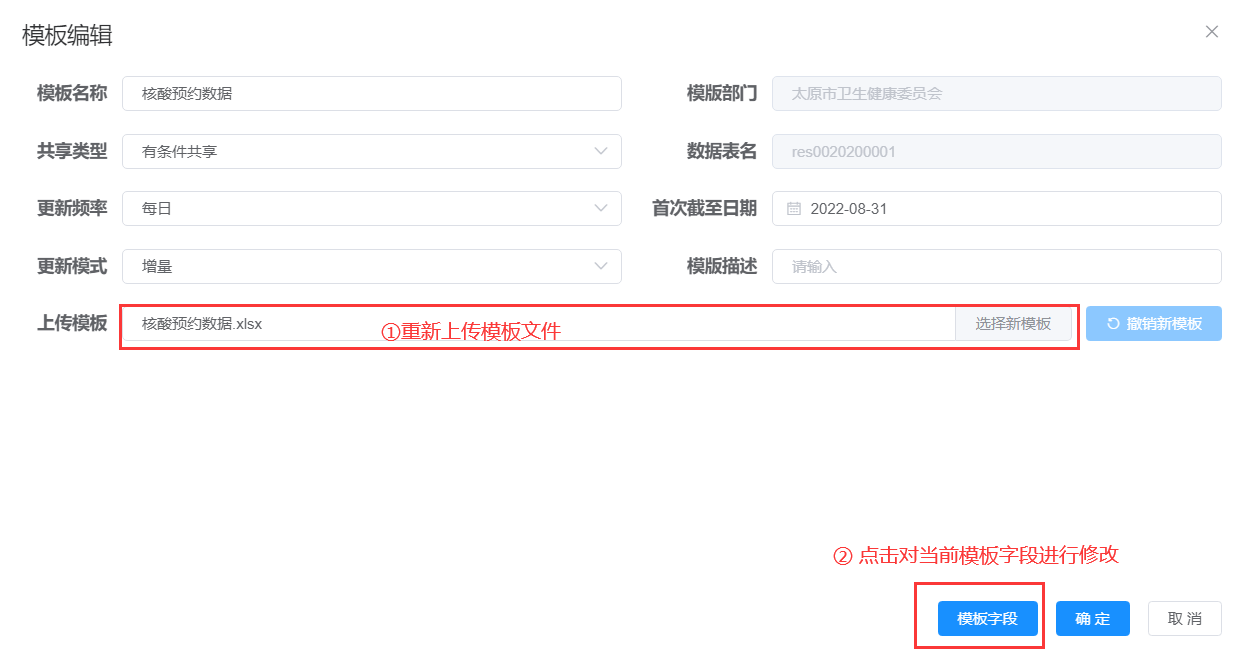 模板编辑
模板名称 核酸预约数据 模版部门 太原市卫生健康委员会
共享类型 有条件共享 数据表名 res0020200001
更新频率 每日 首次截至日期 2022-08-31
更新模式 增量 模版描述 请输入
上传模板 核酸预约数据.xlsx ①重新上传模板文件 选择新模板 撤销新模板
② 点击对当前模板字段进行修改
模板字段 确 定 取 消